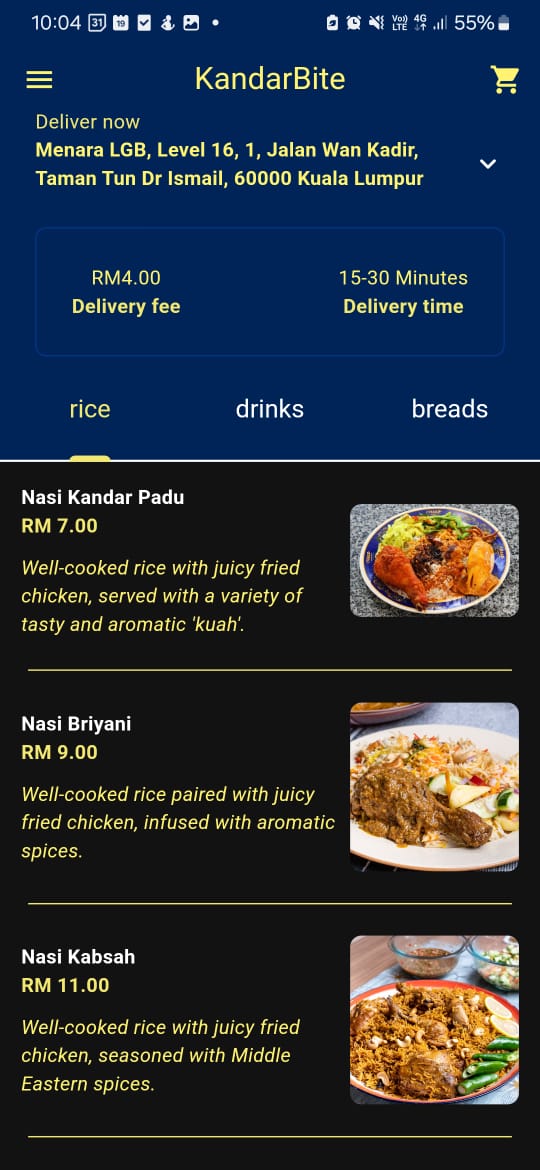 10:04 31 19 Vo)) LTE 4G 55%
KandarBite
Deliver now
Menara LGB, Level 16, 1, Jalan Wan Kadir,
Taman Tun Dr Ismail, 60000 Kuala Lumpur
RM4.00 15-30 Minutes
Delivery fee Delivery time
rice drinks breads
Nasi Kandar Padu
RM 7.00
Well-cooked rice with juicy fried
chicken, served with a variety of
tasty and aromatic 'kuah'.
Nasi Briyani
RM 9.00
Well-cooked rice paired with juicy
fried chicken, infused with aromatic
spices.
Nasi Kabsah
RM 11.00
Well-cooked rice with juicy fried
chicken, seasoned with Middle
Eastern spices.